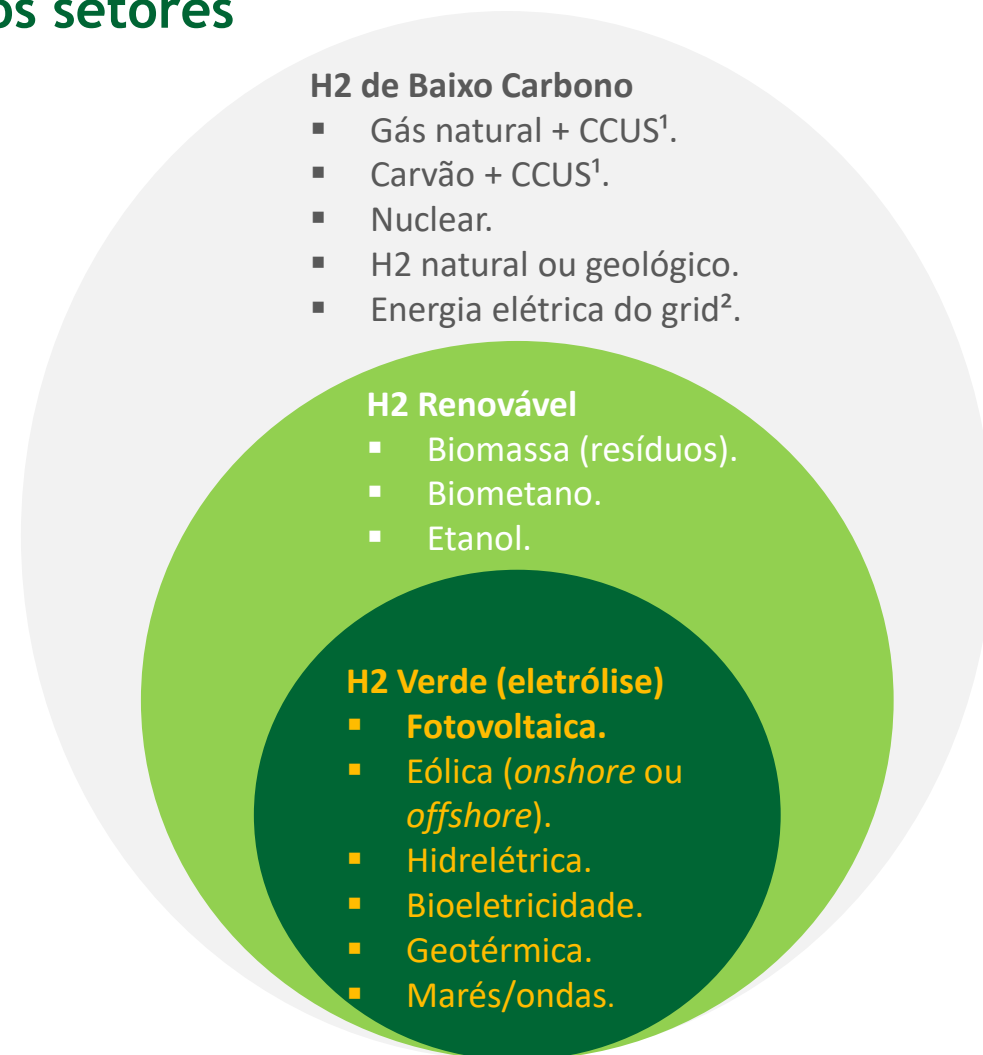 os setores
H2 de Baixo Carbono
▪ Gás natural + CCUS¹.
▪ Carvão + CCUS¹.
▪ Nuclear.
▪ H2 natural ou geológico.
▪ Energia elétrica do grid².
H2 Renovável
▪ Biomassa (resíduos).
▪ Biometano.
▪ Etanol.
H2 Verde (eletrólise)
▪ Fotovoltaica.
▪ Eólica (onshore ou
offshore).
▪ Hidrelétrica.
▪ Bioeletricidade.
▪ Geotérmica.
▪ Marés/ondas.